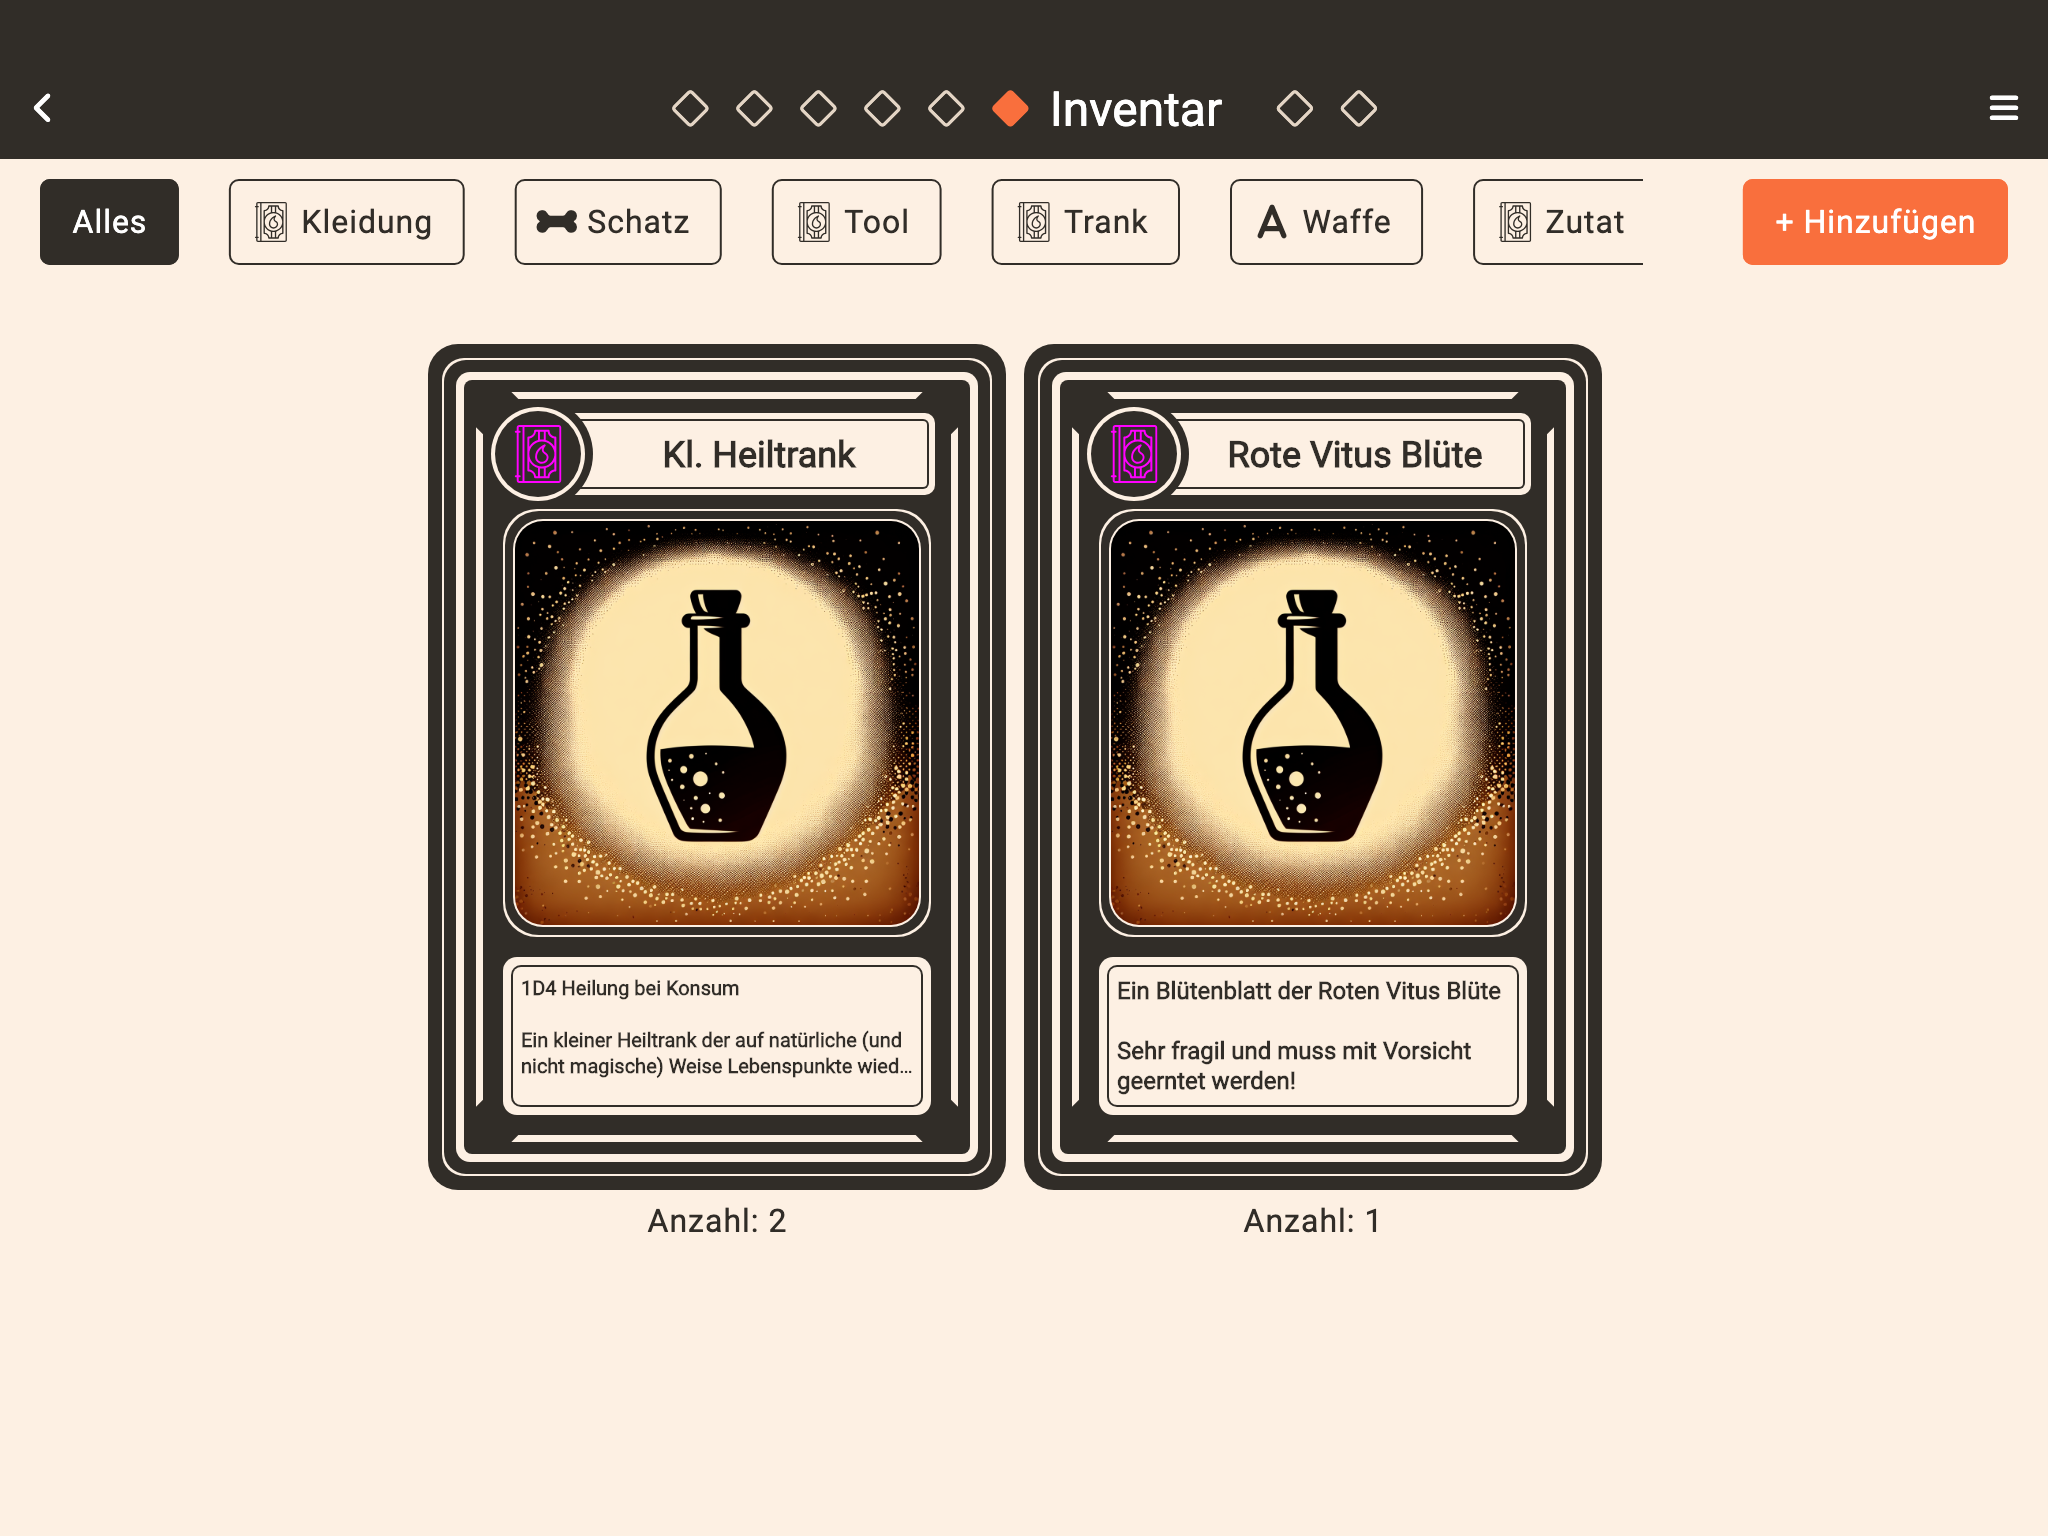 Inventar
Alles
Kleidung
Schatz
Tool
Trank
Waffe
Zutat
+ Hinzufügen
Kl. Heiltrank
1D4 Heilung bei Konsum
Ein kleiner Heiltrank der auf natürliche (und
nicht magische) Weise Lebenspunkte wied...
Anzahl: 2
Rote Vitus Blüte
Ein Blütenblatt der Roten Vitus Blüte
Sehr fragil und muss mit Vorsicht
geerntet werden!
Anzahl: 1